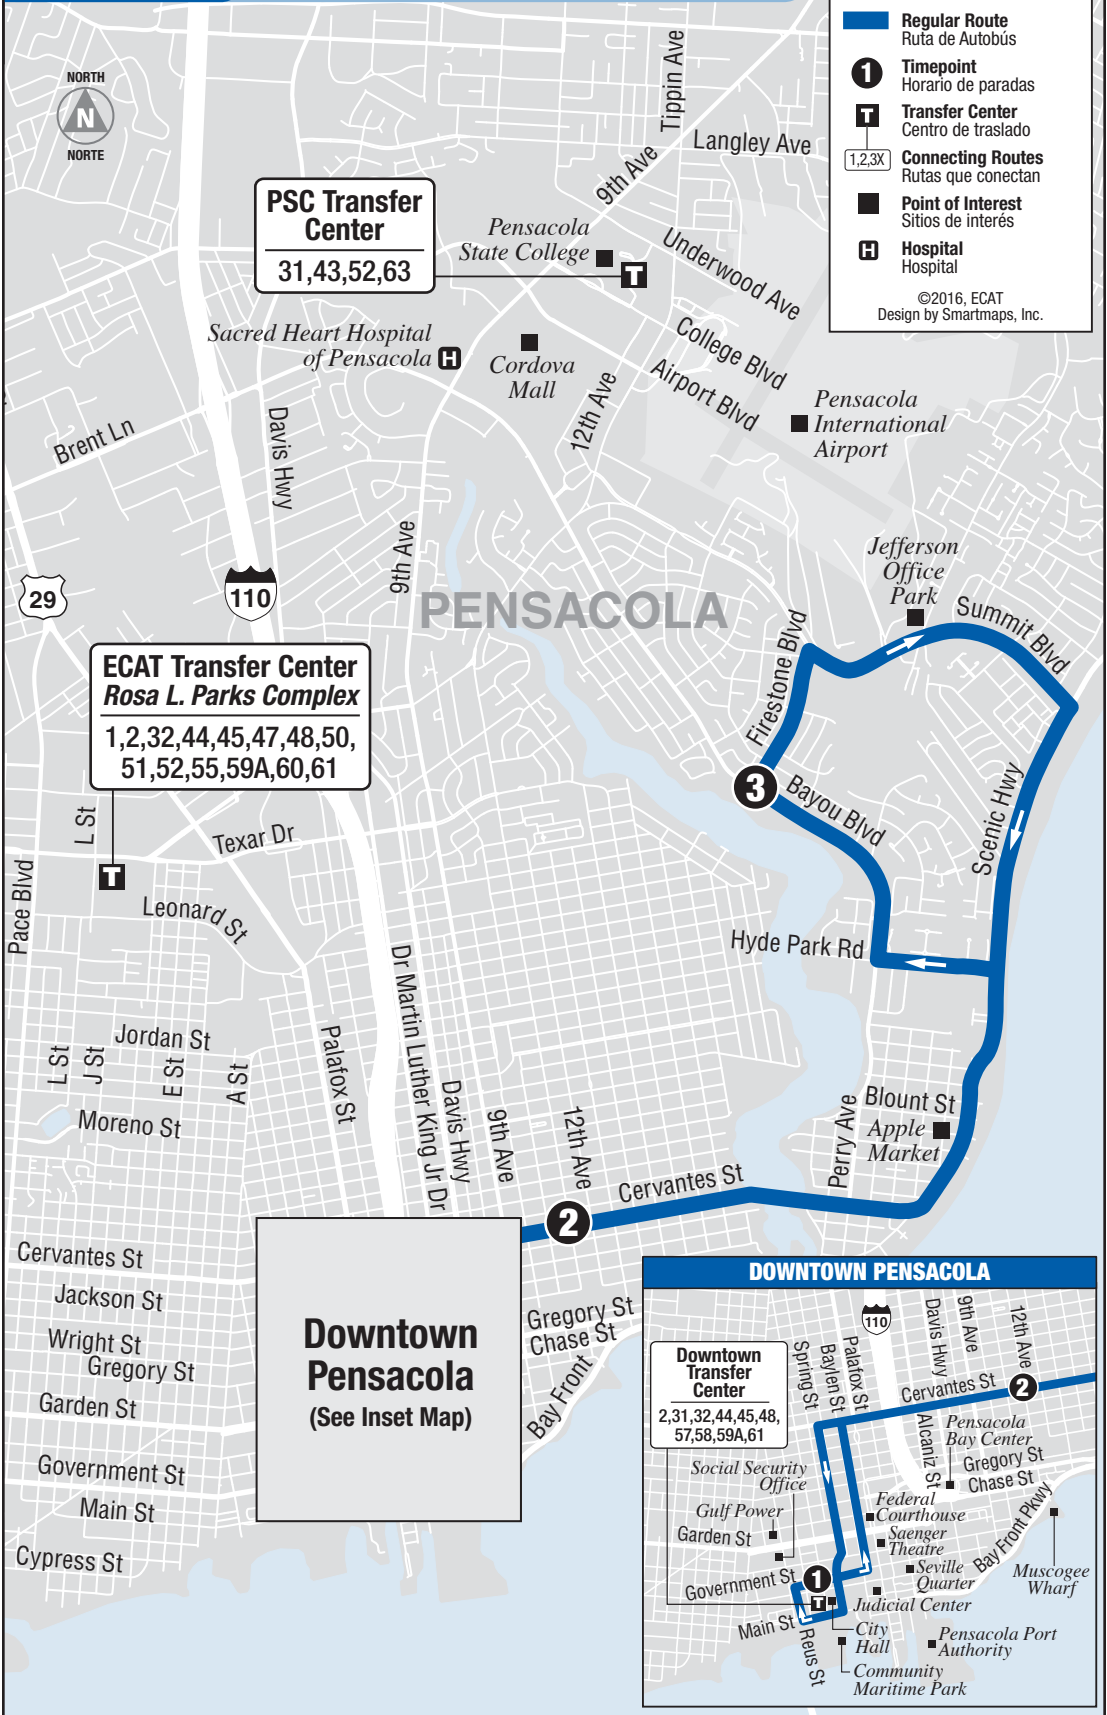 Regular Route
Ruta de Autobús
1
Timepoint
Horario de paradas
T
Transfer Center
Centro de traslado
1,2,3X
Connecting Routes
Rutas que conectan
Point of Interest
Sitios de interés
H
Hospital
Hospital
©2016, ECAT
Design by Smartmaps, Inc.
NORTH
N
NORTE
Tippin Ave
Langley Ave
9th Ave
PSC Transfer
Center
31,43,52,63
Pensacola
State College
T
Underwood Ave
Sacred Heart Hospital
of Pensacola
H
Cordova
Mall
College Blvd
Airport Blvd
12th Ave
Pensacola
International
Airport
Brent Ln
Davis Hwy
9th Ave
Jefferson
Office
Park
29
110
PENSACOLA
Summit Blvd
Firestone Blvd
ECAT Transfer Center
Rosa L. Parks Complex
1,2,32,44,45,47,48,50,
51,52,55,59A,60,61
3
Bayou Blvd
Scenic Hwy
L St
Texar Dr
T
Pace Blvd
Leonard St
Hyde Park Rd
Dr Martin Luther King Jr Dr
Jordan St
L St
J St
E St
A St
Palafox St
Moreno St
Davis Hwy
9th Ave
12th Ave
Perry Ave
Blount St
Apple
Market
Cervantes St
2
Cervantes St
Jackson St
Wright St
Gregory St
Garden St
Government St
Main St
Cypress St
Downtown
Pensacola
(See Inset Map)
Gregory St
Chase St
Bay Front
DOWNTOWN PENSACOLA
110
Davis Hwy
9th Ave
12th Ave
Downtown
Transfer
Center
2,31,32,44,45,48,
57,58,59A,61
Spring St
Baylen St
Palafox St
Cervantes St
2
Alcaniz St
Pensacola
Bay Center
Gregory St
Chase St
Social Security
Office
Gulf Power
Garden St
Federal
Courthouse
Saenger
Theatre
Bay Front Pkwy
Seville
Quarter
Muscogee
Wharf
Government St
1
T
Judicial Center
Main St
Reus St
City
Hall
Pensacola Port
Authority
Community
Maritime Park